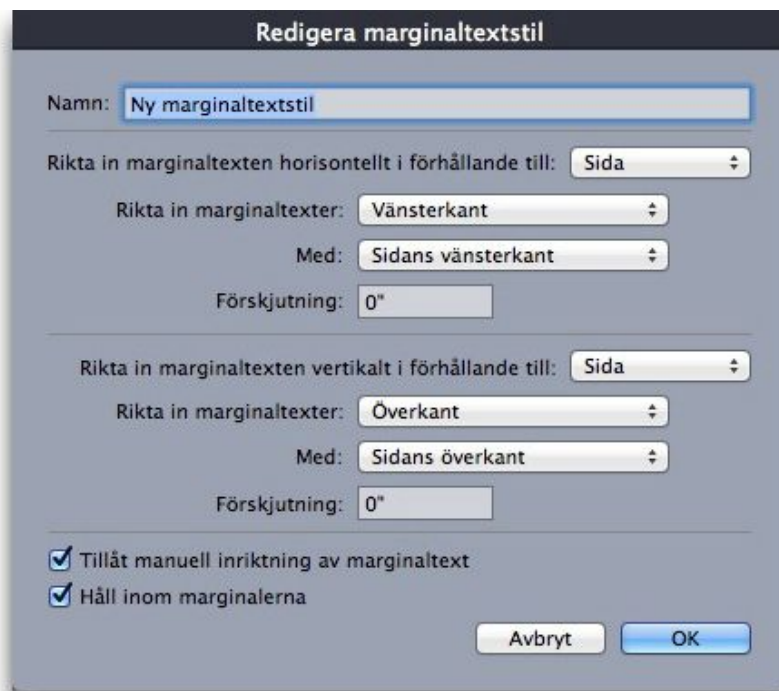 Redigera marginaltextstil
Namn: Ny marginaltextstil
Rikta in marginaltexten horisontellt i förhållande till: Sida
Rikta in marginaltexter: Vänsterkant
Med: Sidans vänsterkant
Förskjutning: 0"
Rikta in marginaltexten vertikalt i förhållande till: Sida
Rikta in marginaltexter: Överkant
Med: Sidans överkant
Förskjutning: 0"
Tillåt manuell inriktning av marginaltext
Håll inom marginalerna
Avbryt OK